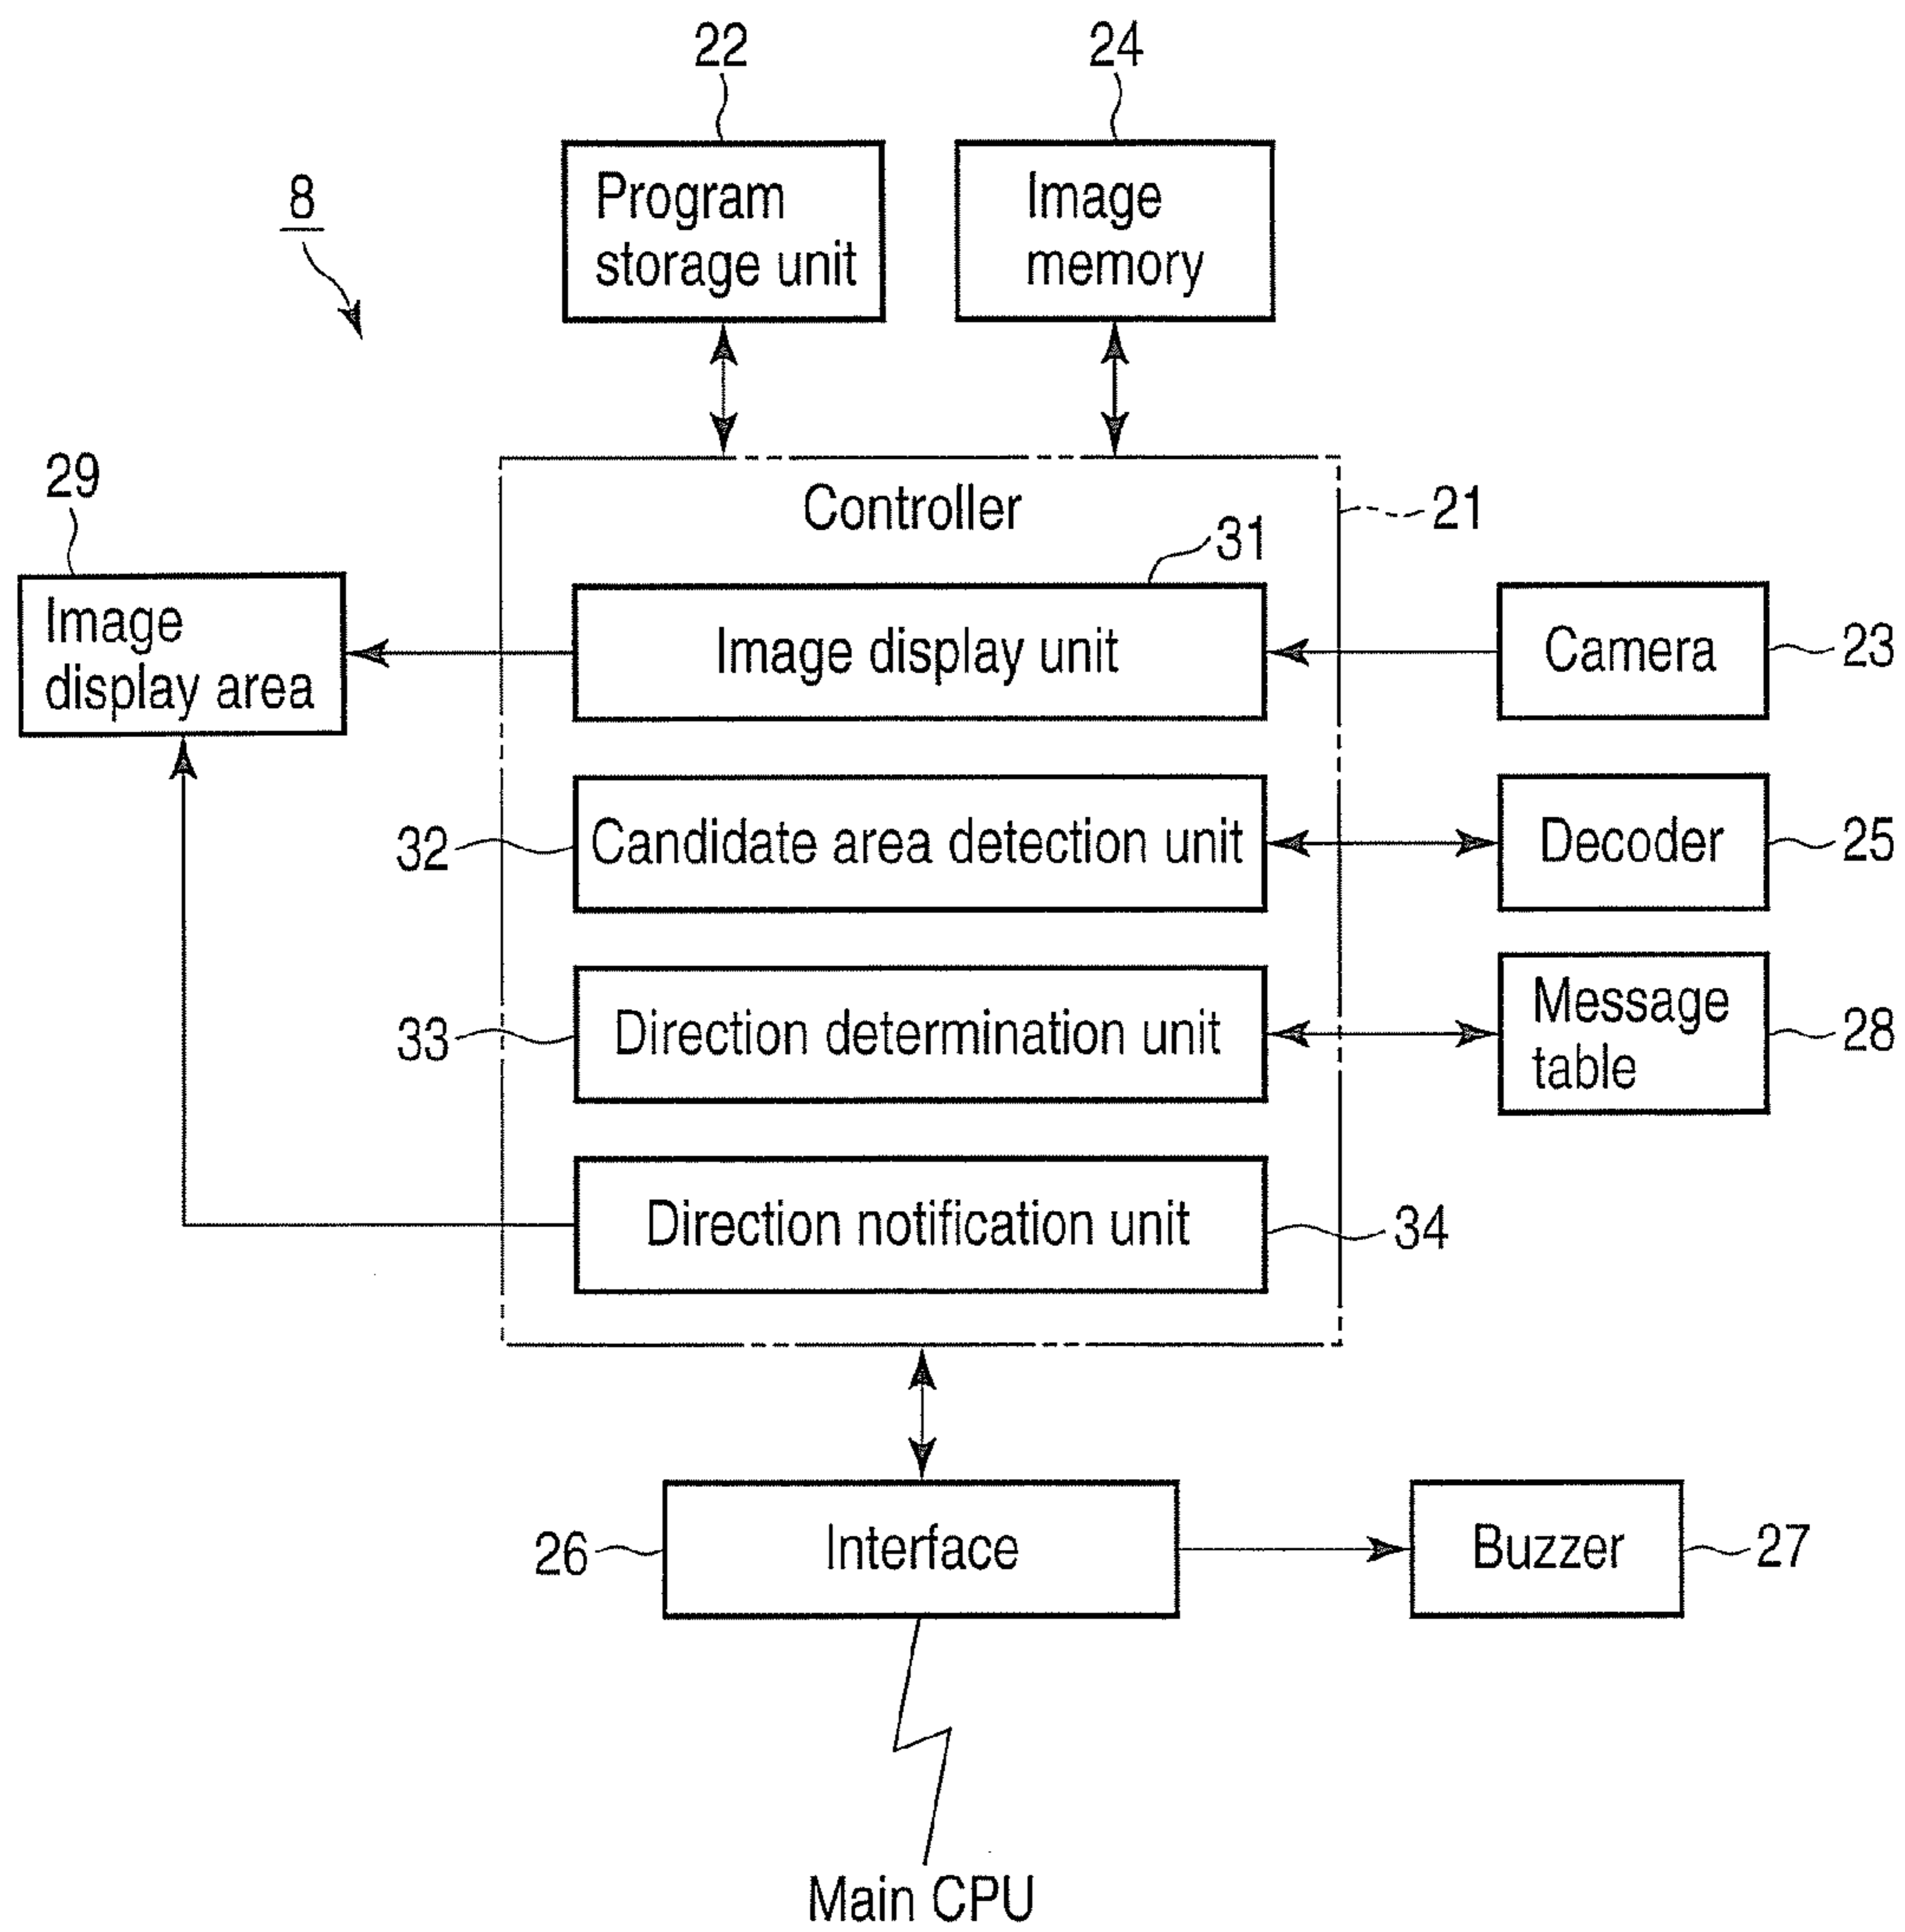 22
24
8
Program
storage unit
Image
memory
29
Controller
21
31
Image
display area
Image display unit
Camera
23
32
Candidate area detection unit
Decoder
25
33
Direction determination unit
Message
table
28
Direction notification unit
34
26
Interface
Buzzer
27
Main CPU